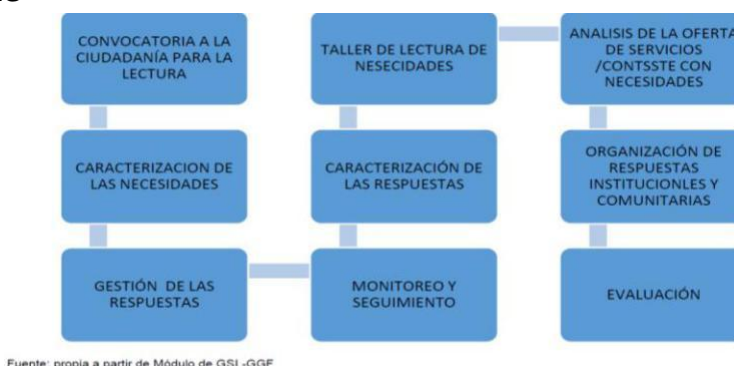 CONVOCATORIA A LA
CIUDADANÍA PARA LA
LECTURA
TALLER DE LECTURA DE
NESECIDADES
ANALISIS DE LA OFERTA
DE SERVICIOS
/CONTSSTE CON
NECESIDADES
CARACTERIZACION DE
LAS NECESIDADES
CARACTERIZACIÓN DE
LAS RESPUESTAS
ORGANIZACIÓN DE
RESPUESTAS
INSTITUCIONLES Y
COMUNITARIAS
GESTIÓN DE LAS
RESPUESTAS
MONITOREO Y
SEGUIMIENTO
EVALUACIÓN
Fuente: propia a partir de Módulo de GSL-GGE